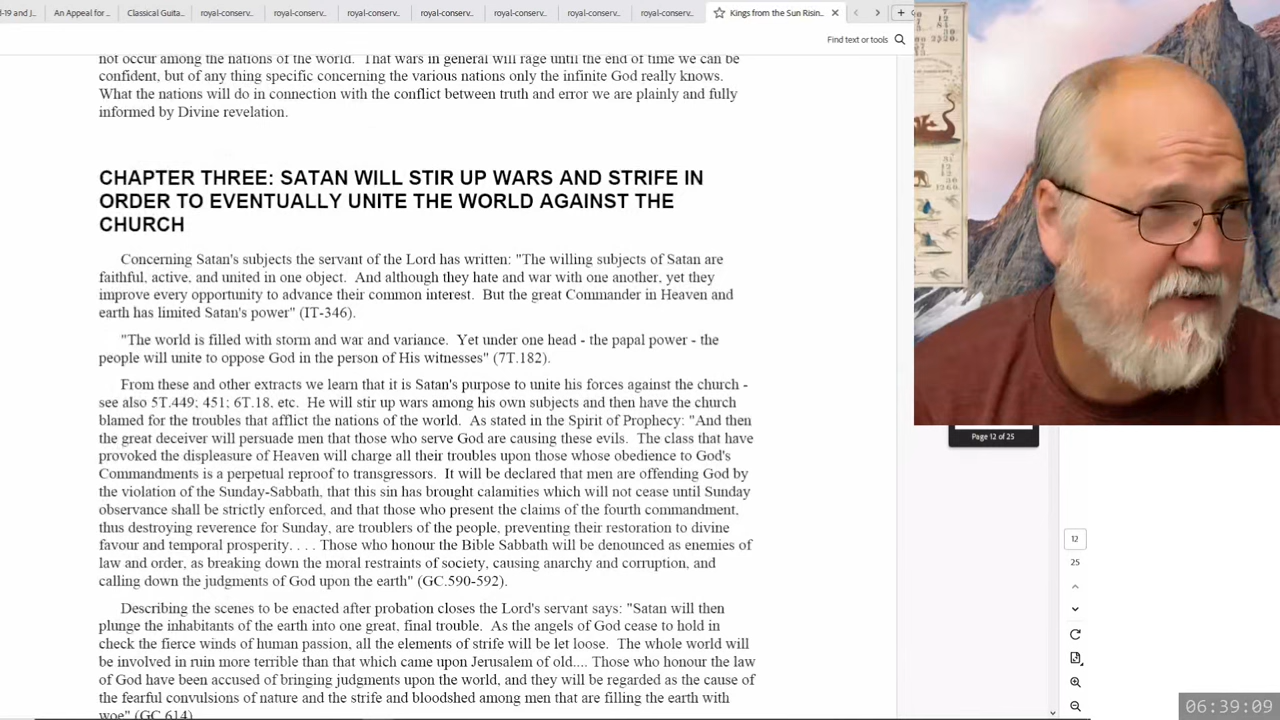 -19 and J...
An Appeal for ...
Classical Guita...
royal-conserv...
royal-conserv...
royal-conserv...
royal-conserv...
royal-conserv...
royal-conserv...
royal-conserv...
Kings from the Sun Risin...
Find text or tools
not occur among the nations of the world. That wars in general will rage until the end of time we can be
confident, but of any thing specific concerning the various nations only the infinite God really knows.
What the nations will do in connection with the conflict between truth and error we are plainly and fully
informed by Divine revelation.
CHAPTER THREE: SATAN WILL STIR UP WARS AND STRIFE IN
ORDER TO EVENTUALLY UNITE THE WORLD AGAINST THE
CHURCH
Concerning Satan's subjects the servant of the Lord has written: "The willing subjects of Satan are
faithful, active, and united in one object. And although they hate and war with one another, yet they
improve every opportunity to advance their common interest. But the great Commander in Heaven and
earth has limited Satan's power" (IT-346).
"The world is filled with storm and war and variance. Yet under one head - the papal power - the
people will unite to oppose God in the person of His witnesses" (7T.182).
From these and other extracts we learn that it is Satan's purpose to unite his forces against the church -
see also 5T.449; 451; 6T.18, etc. He will stir up wars among his own subjects and then have the church
blamed for the troubles that afflict the nations of the world. As stated in the Spirit of Prophecy: "And then
the great deceiver will persuade men that those who serve God are causing these evils. The class that have
provoked the displeasure of Heaven will charge all their troubles upon those whose obedience to God's
Commandments is a perpetual reproof to transgressors. It will be declared that men are offending God by
the violation of the Sunday-Sabbath, that this sin has brought calamities which will not cease until Sunday
observance shall be strictly enforced, and that those who present the claims of the fourth commandment,
thus destroying reverence for Sunday, are troublers of the people, preventing their restoration to divine
favour and temporal prosperity. . . . Those who honour the Bible Sabbath will be denounced as enemies of
law and order, as breaking down the moral restraints of society, causing anarchy and corruption, and
calling down the judgments of God upon the earth" (GC.590-592).
Describing the scenes to be enacted after probation closes the Lord's servant says: "Satan will then
plunge the inhabitants of the earth into one great, final trouble. As the angels of God cease to hold in
check the fierce winds of human passion, all the elements of strife will be let loose. The whole world will
be involved in ruin more terrible than that which came upon Jerusalem of old.... Those who honour the law
of God have been accused of bringing judgments upon the world, and they will be regarded as the cause of
the fearful convulsions of nature and the strife and bloodshed among men that are filling the earth with
woe" (GC.614)
Page 12 of 25
12
25
06:39:09